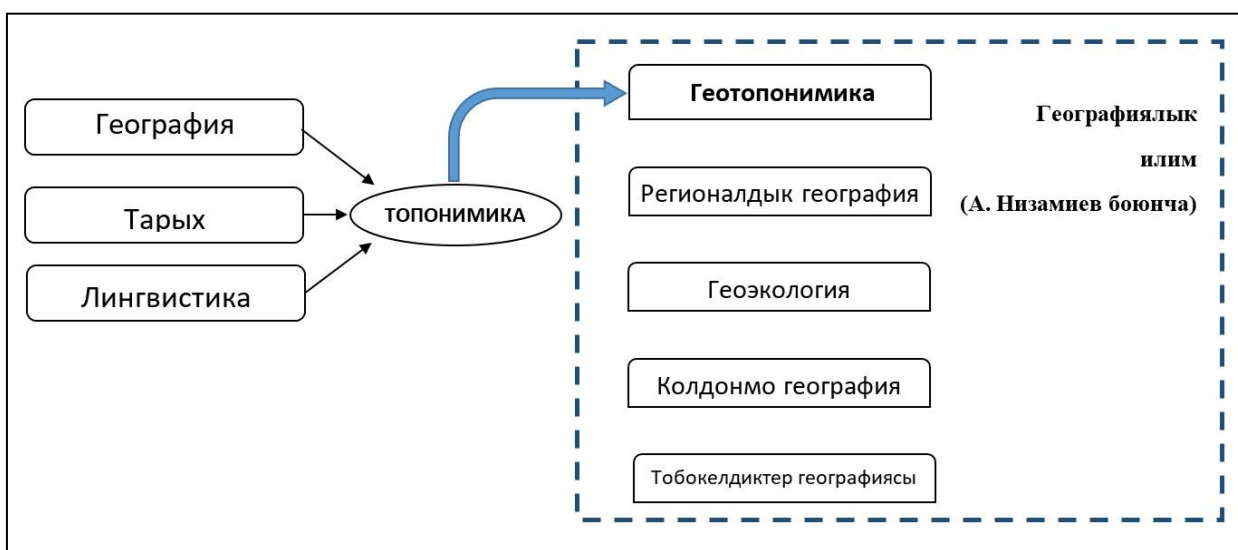 География
Тарых
Лингвистика
ТОПОНИМИКА
Геотопонимика
Регионалдык география
Геоэкология
Колдонмо география
Тобокелдиктер географиясы
Географиялык
илим
(А. Низамиев боюнча)